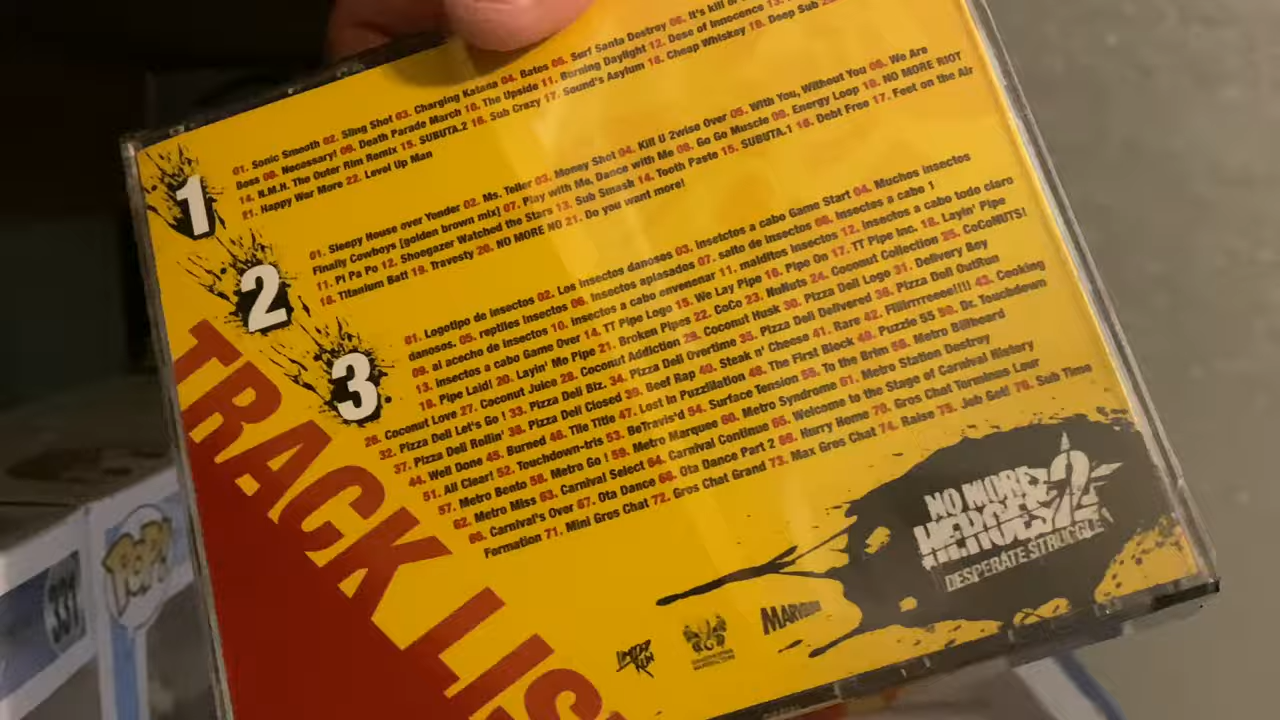 1
01. Sonic Smooth 02. Sling Shot 03. Charging Katana 04. Bates 05. Surf Santa Destroy 06. It's kill or
Boss 08. Necessary! 09. Death Parade March 10. The Upside 11. Burning Daylight 12. Dose of Innocence 13.
14. N.M.H. The Outer Rim Remix 15. SUBUTA.2 16. Sub Crazy 17. Sound's Asylum 18. Cheap Whiskey 19. Deep Sub
21. Happy War More 22. Level Up Man
2
01. Sleepy House over Yonder 02. Ms. Teller 03. Money Shot 04. Kill U 2wise Over 05. With You, Without You 06. We Are
Finally Cowboys [golden brown mix] 07. Play with Me, Dance with Me 08. Go Go Muscle 09. Energy Loop 10. NO MORE RIOT
11. Pi Pa Po 12. Shoegazer Watched the Stars 13. Sub Smash 14. Tooth Paste 15. SUBUTA.1 16. Debt Free 17. Feet on the Air
18. Titanium Bat! 19. Travesty 20. NO MORE NO 21. Do you want more!
3
01. Logotipo de insectos 02. Los insectos danosos 03. insetctos a cabo Game Start 04. Muchos insectos
danosos. 05. reptiles insectos 06. Insectos aplasados 07. salto de insectos 08. insectos a cabo 1
09. al acecho de insectos 10. Insectos a cabo envenenar 11. malditos insectos 12. insectos a cabo todo claro
13. insectos a cabo Game Over 14. TT Pipe Logo 15. We Lay Pipe 16. Pipe On 17. TT Pipe Inc. 18. Layin' Pipe
19. Pipe Laid! 20. Layin' Mo Pipe 21. Broken Pipes 22. CoCo 23. NuNuts 24. Coconut Collection 25. CoCoNUTS!
26. Coconut Love 27. Coconut Juice 28. Coconut Addiction 29. Coconut Husk 30. Pizza Deli Logo 31. Delivery Boy
32. Pizza Deli Let's Go ! 33. Pizza Deli Biz. 34. Pizza Deli Overtime 35. Pizza Deli Delivered 36. Pizza Deli OutRun
37. Pizza Deli Rollin' 38. Pizza Deli Closed 39. Beef Rap 40. Steak n' Cheese 41. Rare 42. Fiiiirrrreeee!!!! 43. Cooking
44. Well Done 45. Burned 46. Tile Title 47. Lost in Puzzilation 48. The First Block 49. Puzzle 55 50. Dr. Touchdown
51. All Clear! 52. Touchdown-tris 53. BeTravis'd 54. Surface Tension 55. To the Brim 56. Metro Billboard
57. Metro Bento 58. Metro Go ! 59. Metro Marquee 60. Metro Syndrome 61. Metro Station Destroy
62. Metro Miss 63. Carnival Select 64. Carnival Continue 65. Welcome to the Stage of Carnival History
66. Carnival's Over 67. Ota Dance 68. Ota Dance Part 2 69. Hurry Home 70. Gros Chat Terminus Lour
Formation 71. Mini Gros Chat 72. Gros Chat Grand 73. Max Gros Chat 74. Raise 75. Job Get! 76. Sub Time
TRACK LIS
NO MORE
HEROES 2
DESPERATE STRUGGLE
LIMITED
RUN
MARVELOUS
POP!
331